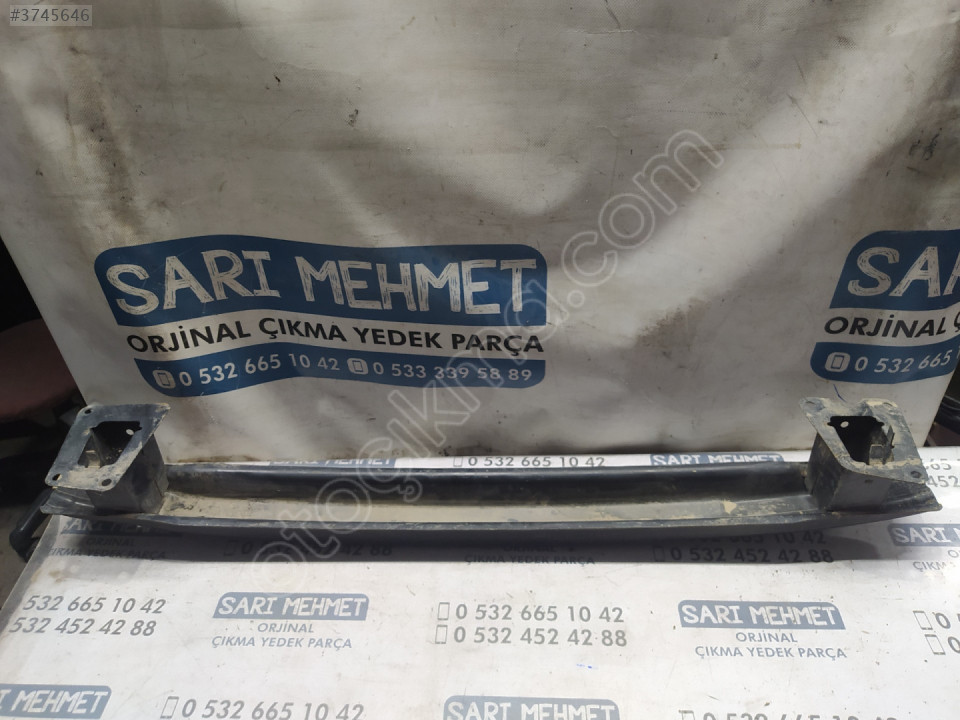 #3745646
SARI MEHMET
ORJİNAL ÇIKMA YEDEK PARÇA
0 532 665 10 42 0 533 339 58 89
SARI MEHMET
ORJİNAL
0 532 665
otoçıkma.com
0 532 665 10 42
0 532 452 42 88
ÇIKMA YEDEK PARÇA
532 665 10 42
532 452 42 88
SARI MEHMET
ORJİNAL
ÇIKMA YEDEK PARÇA
0 532 665 10 42
0 532 452 42 88
SARI MEHMET
ORJİNAL
ÇIKMA YEDEK PARÇA
SARI MEHMET
0 532 665 10 42
SARI MEHMET